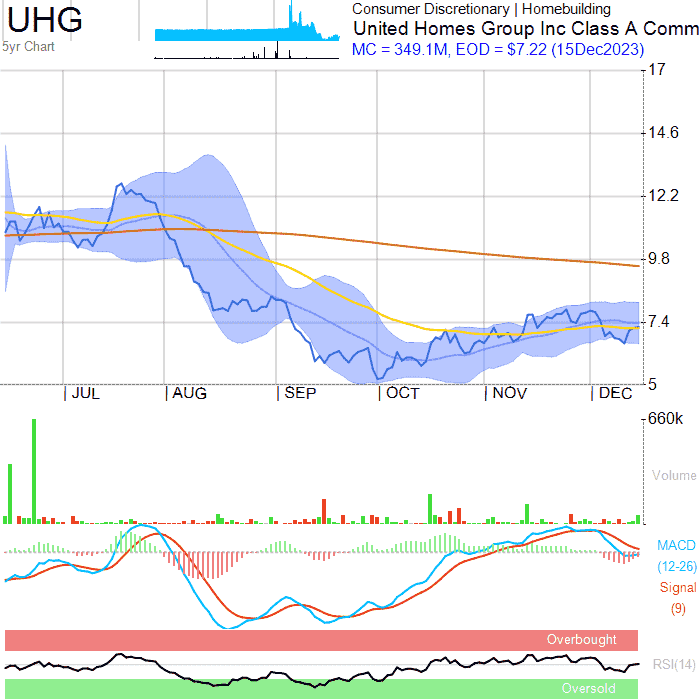 UHG
5yr Chart
Consumer Discretionary | Homebuilding
United Homes Group Inc Class A Comm
MC = 349.1M, EOD = $7.22 (15Dec2023)
17
14.6
12.2
9.8
7.4
5
JUL
AUG
SEP
OCT
NOV
DEC
660k
Volume
MACD
(12-26)
Signal
(9)
Overbought
RSI(14)
Oversold